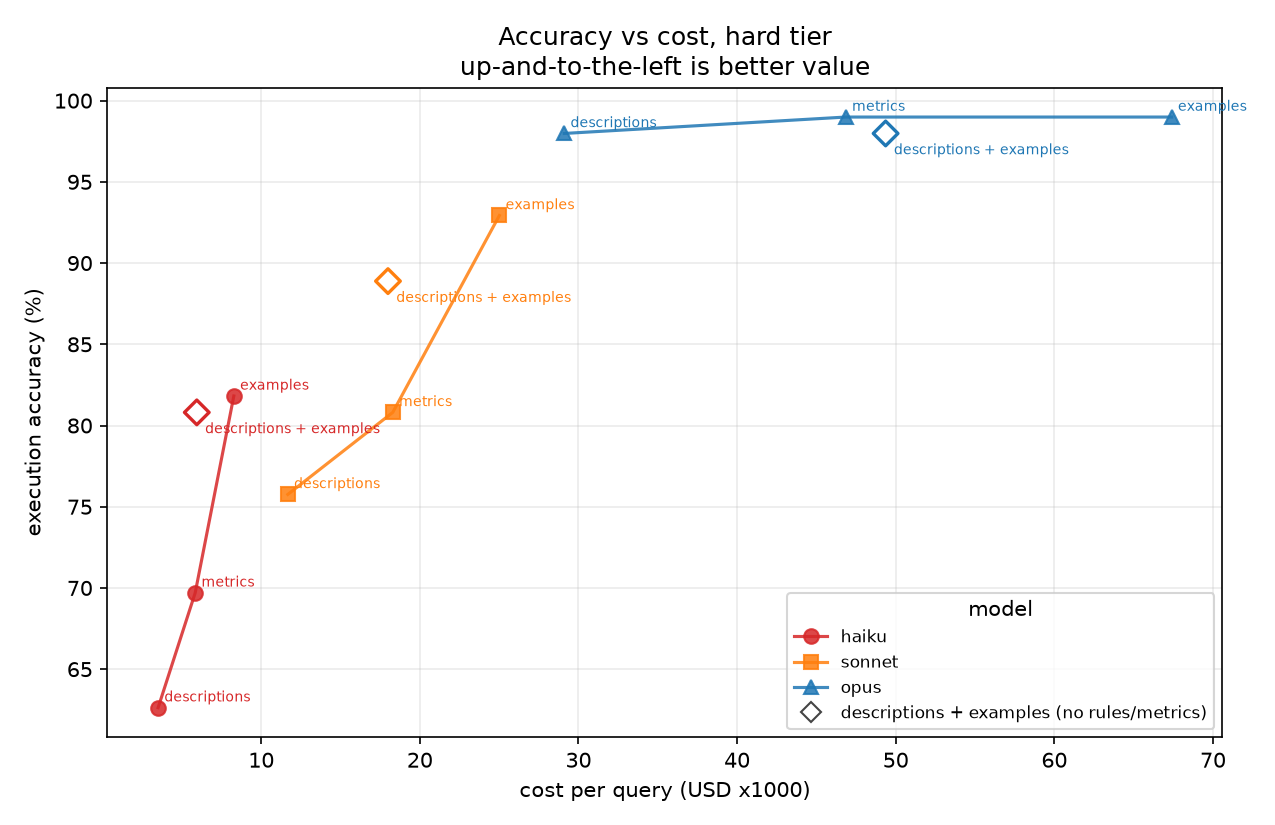 Accuracy vs cost, hard tier
up-and-to-the-left is better value
100
95
90
85
80
75
70
65
execution accuracy (%)
descriptions
metrics
examples
descriptions + examples
examples
descriptions + examples
examples
descriptions + examples
metrics
descriptions
metrics
descriptions
model
haiku
sonnet
opus
descriptions + examples (no rules/metrics)
10
20
30
40
50
60
70
cost per query (USD x1000)